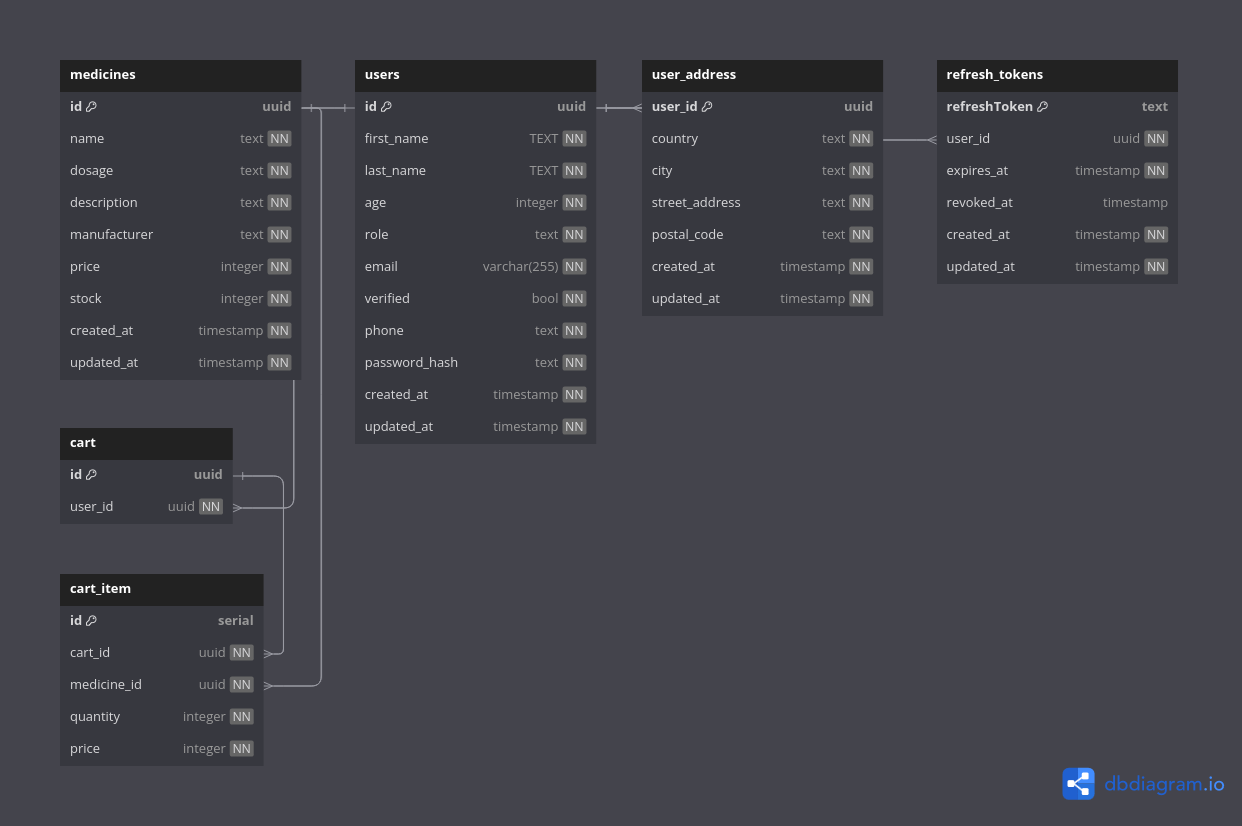 medicines
id uuid
name text NN
dosage text NN
description text NN
manufacturer text NN
price integer NN
stock integer NN
created_at timestamp NN
updated_at timestamp NN
users
id uuid
first_name TEXT NN
last_name TEXT NN
age integer NN
role text NN
email varchar(255) NN
verified bool NN
phone text NN
password_hash text NN
created_at timestamp NN
updated_at timestamp NN
user_address
user_id uuid
country text NN
city text NN
street_address text NN
postal_code text NN
created_at timestamp NN
updated_at timestamp NN
refresh_tokens
refreshToken text
user_id uuid NN
expires_at timestamp NN
revoked_at timestamp
created_at timestamp NN
updated_at timestamp NN
cart
id uuid
user_id uuid NN
cart_item
id serial
cart_id uuid NN
medicine_id uuid NN
quantity integer NN
price integer NN
dbdiagram.io